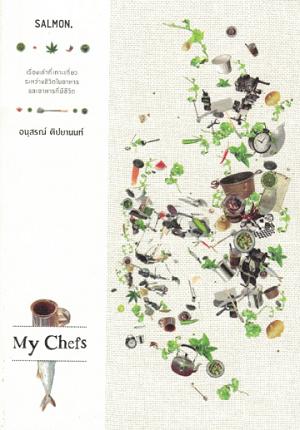 SALMON.
เรื่องเล่าที่เกาะเกี่ยว
ระหว่างชีวิตในอาหาร
และอาหารที่มีชีวิต
อนุสรณ์ ติปยานนท์
My Chefs